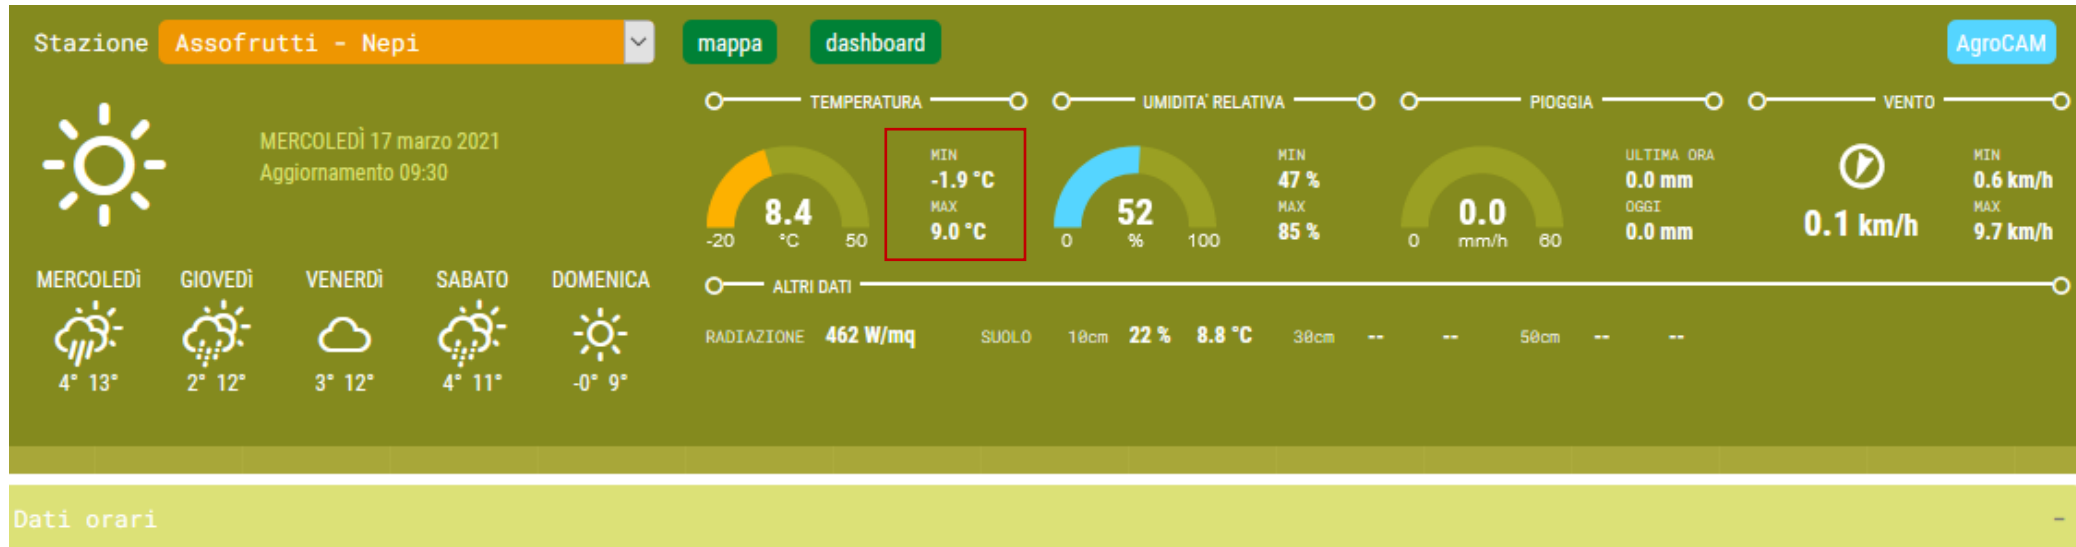 Stazione Assofrutti - Nepi mappa dashboard AgroCAM
MERCOLEDÌ 17 marzo 2021
Aggiornamento 09:30
MERCOLEDÌ GIOVEDÌ VENERDÌ SABATO DOMENICA
4° 13° 2° 12° 3° 12° 4° 11° -0° 9°
TEMPERATURA
MIN
-1.9 °C
MAX
9.0 °C
8.4
-20 °C 50
UMIDITA' RELATIVA
MIN
47 %
MAX
85 %
52
0 % 100
PIOGGIA
ULTIMA ORA
0.0 mm
OGGI
0.0 mm
0.0
0 mm/h 60
VENTO
0.1 km/h
MIN
0.6 km/h
MAX
9.7 km/h
ALTRI DATI
RADIAZIONE 462 W/mq SUOLO 10cm 22 % 8.8 °C 30cm -- -- 50cm -- --
Dati orari -